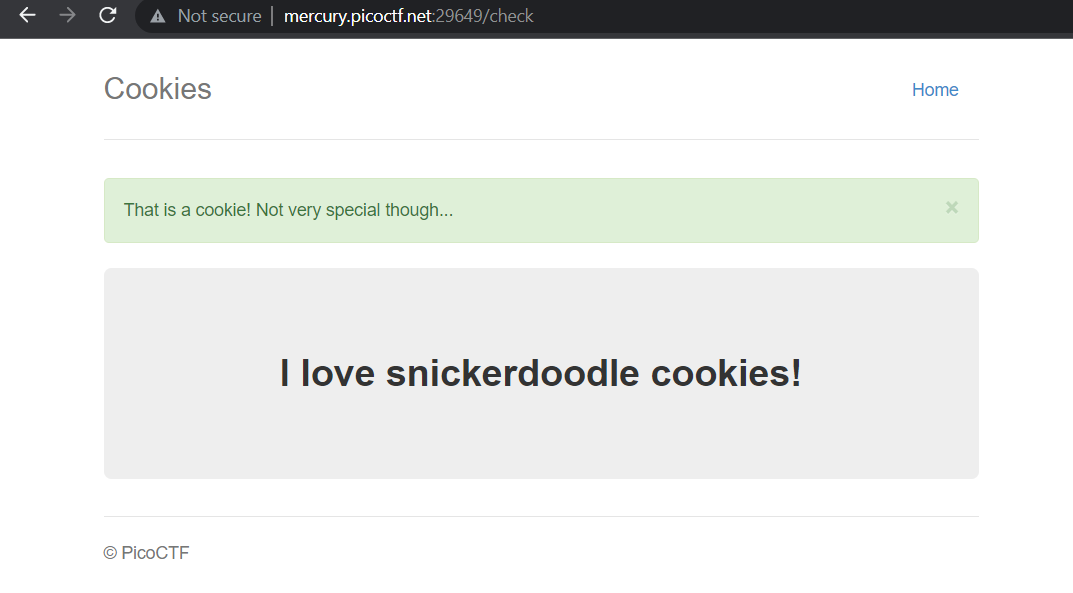 Not secure | mercury.picoctf.net:29649/check
Cookies
Home
That is a cookie! Not very special though...
×
I love snickerdoodle cookies!
© PicoCTF